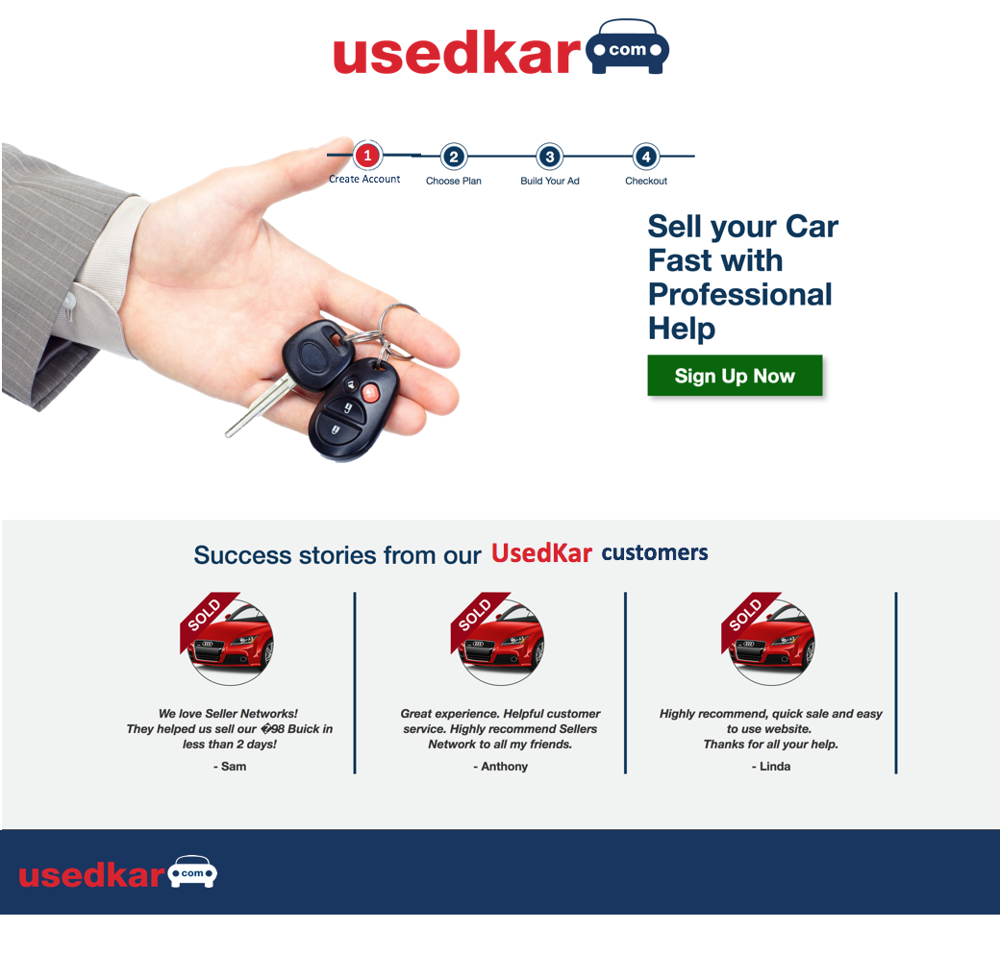 usedkar com
1 2 3 4
Create Account Choose Plan Build Your Ad Checkout
Sell your Car
Fast with
Professional
Help
Sign Up Now
Success stories from our UsedKar customers
SOLD SOLD SOLD
We love Seller Networks!
They helped us sell our �98 Buick in
less than 2 days!
- Sam
Great experience. Helpful customer
service. Highly recommend Sellers
Network to all my friends.
- Anthony
Highly recommend, quick sale and easy
to use website.
Thanks for all your help.
- Linda
usedkar com